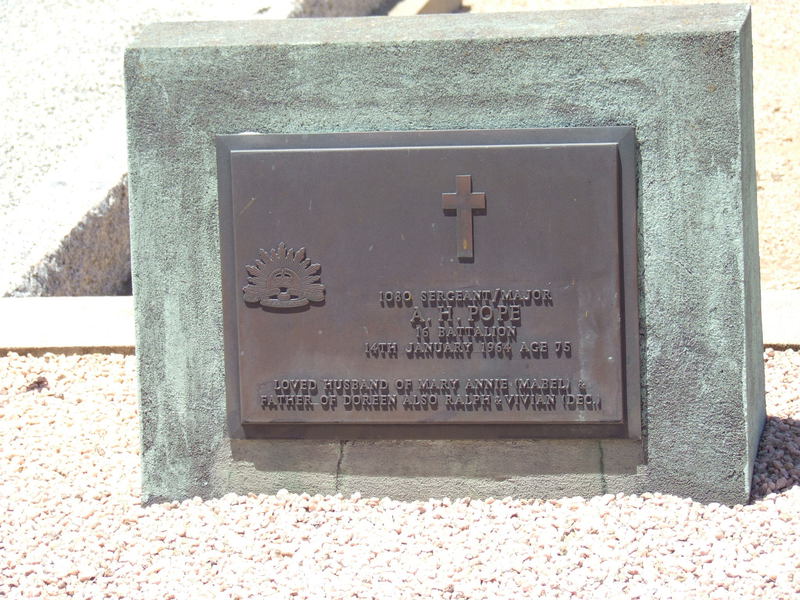 1080 SERGEANT/MAJOR
A. H. POPE
16 BATTALION
14TH JANUARY 1964 AGE 75
LOVED HUSBAND OF MARY ANNIE (MABEL) &
FATHER OF DOREEN ALSO RALPH & VIVIAN (DEC.)